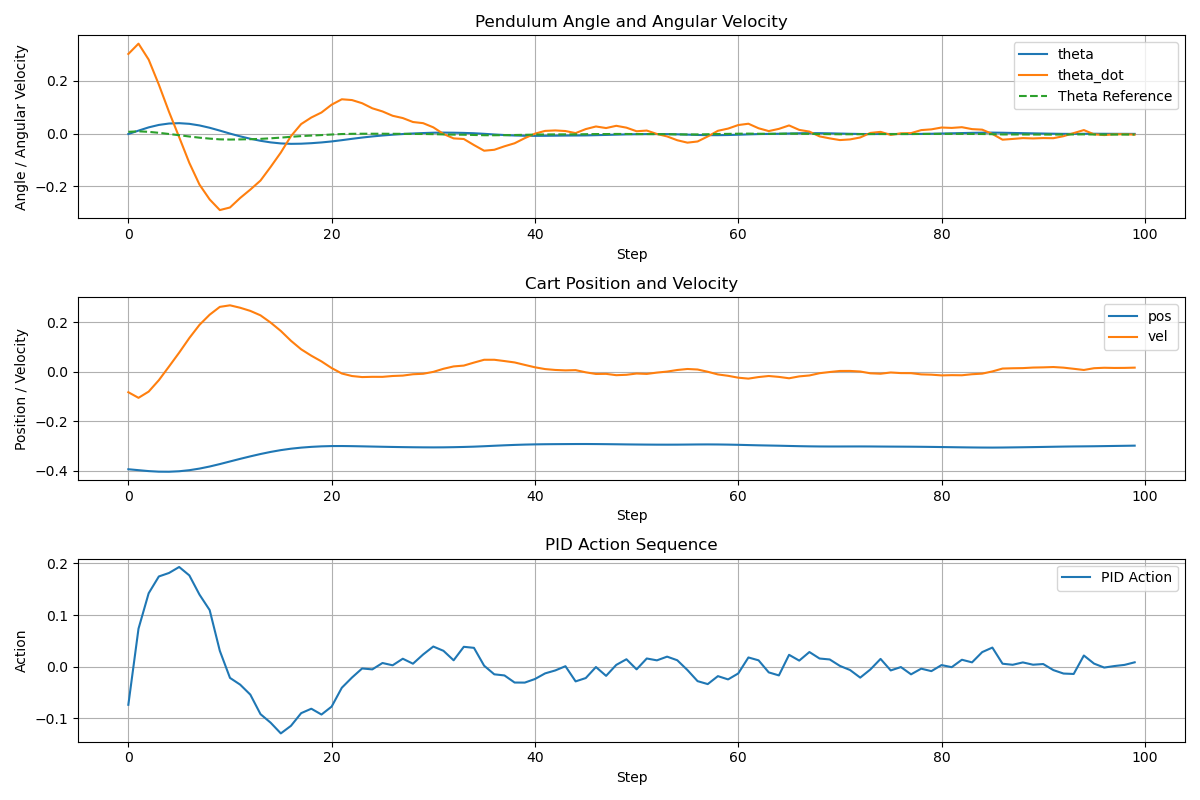 Pendulum Angle and Angular Velocity
Angle / Angular Velocity
0.2
0.0
−0.2
theta
theta_dot
Theta Reference
0 20 40 60 80 100
Step
Cart Position and Velocity
Position / Velocity
0.2
0.0
−0.2
−0.4
pos
vel
0 20 40 60 80 100
Step
PID Action Sequence
Action
0.2
0.1
0.0
−0.1
PID Action
0 20 40 60 80 100
Step